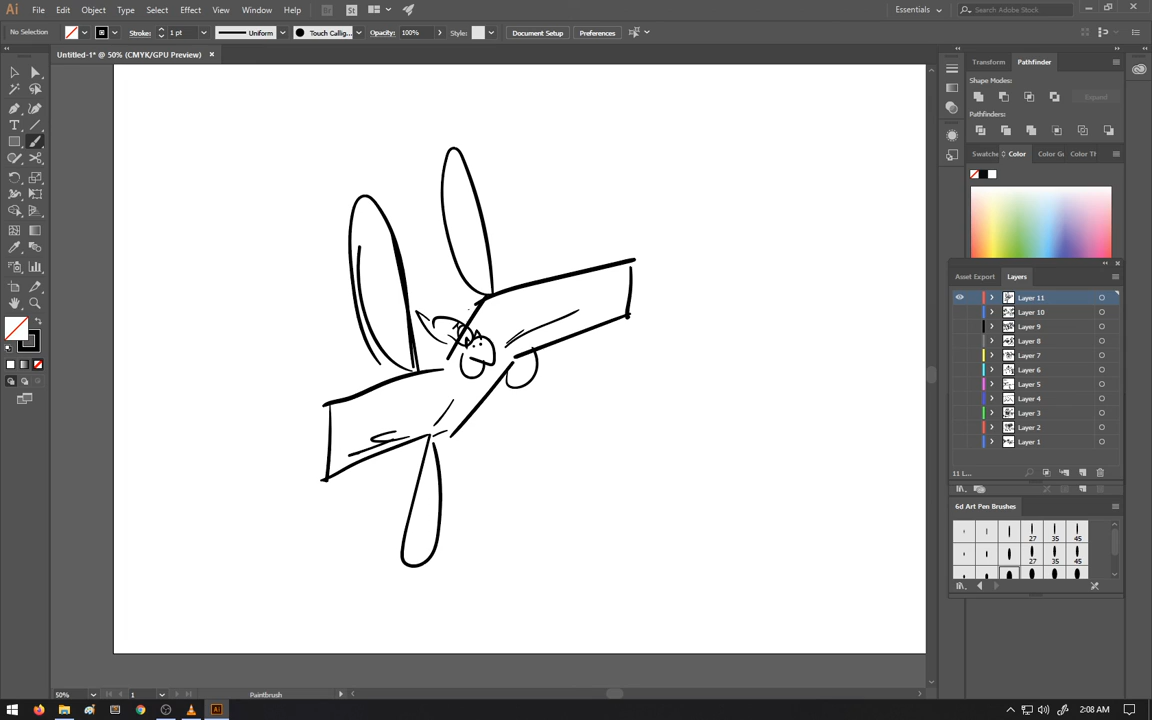 Ai File Edit Object Type Select Effect View Window Help Br St Essentials Search Adobe Stock
No Selection Stroke: 1 pt Uniform Touch Callig... Opacity: 100% Style: Document Setup Preferences
Untitled-1* @ 50% (CMYK/GPU Preview)
Transform Pathfinder
Shape Modes:
Expand
Pathfinders:
Swatche Color Color G Color T
Asset Export Layers
Layer 11
Layer 10
Layer 9
Layer 8
Layer 7
Layer 6
Layer 5
Layer 4
Layer 3
Layer 2
Layer 1
11 L...
6d Art Pen Brushes
27 35 45
27 35 45
50% 1 Paintbrush
Ai 2:08 AM